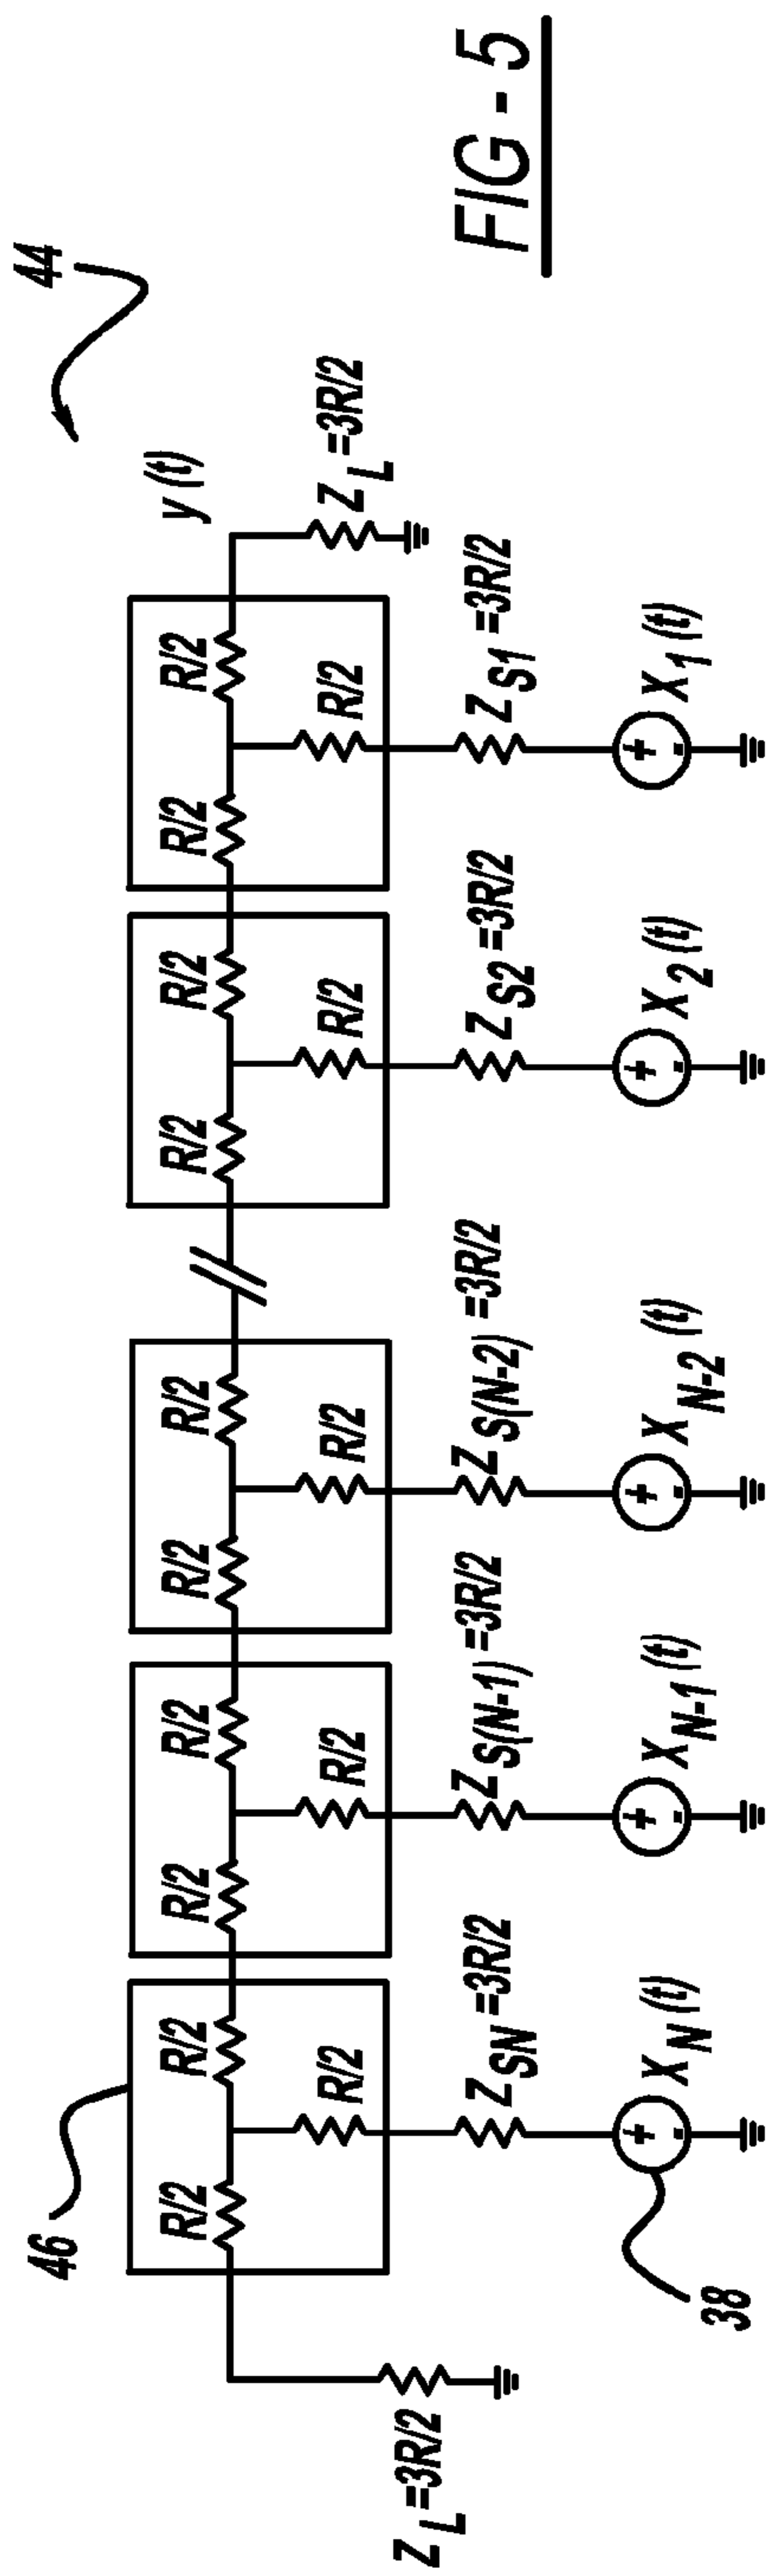 44
y(t)
R/2 R/2 R/2 R/2 R/2 R/2 R/2 R/2 R/2 R/2
46
R/2 R/2 R/2 R/2 R/2
Z_L=3R/2
Z_L=3R/2
Z_SN=3R/2
Z_S(N-1)=3R/2
Z_S(N-2)=3R/2
Z_S2=3R/2
Z_S1=3R/2
+ + + + +
- - - - -
38
X_N(t)
X_N-1(t)
X_N-2(t)
X_2(t)
X_1(t)
FIG - 5